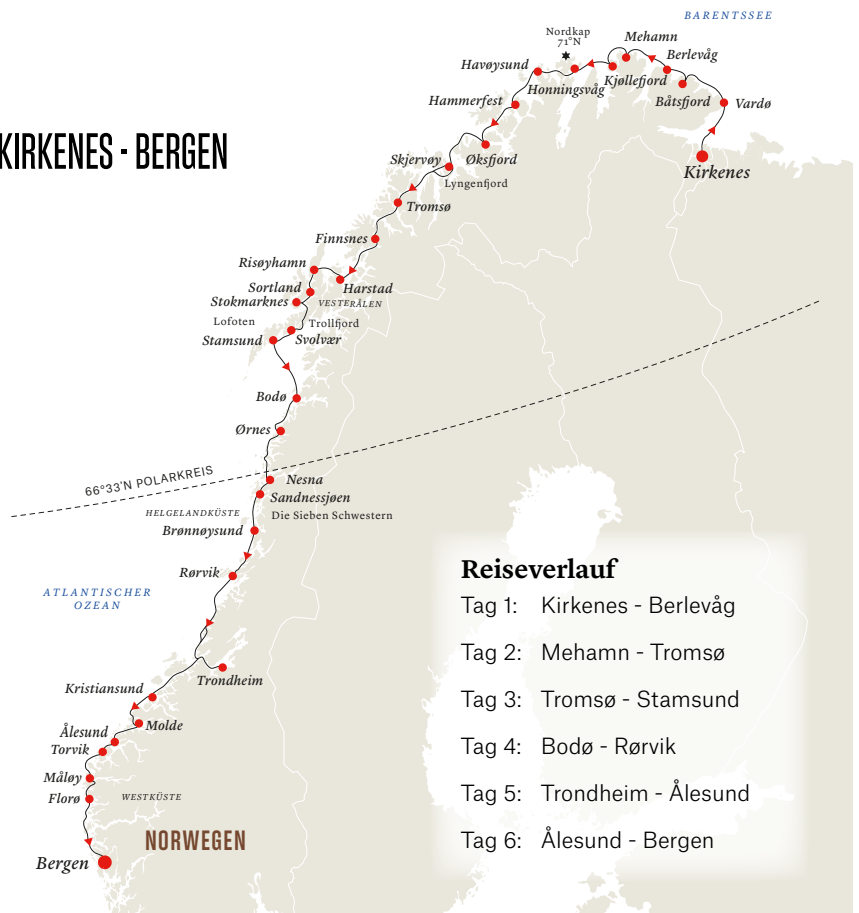 BARENTSSEE
Nordkap
71°N
Mehamn
Berlevåg
Havøysund
Honningsvåg
Kjøllefjord
Båtsfjord
Vardø
Hammerfest
KIRKENES - BERGEN
Skjervøy
Øksfjord
Kirkenes
Lyngenfjord
Tromsø
Finnsnes
Risøyhamn
Sortland
Harstad
Stokmarknes
VESTERÅLEN
Lofoten
Trollfjord
Stamsund
Svolvær
Bodø
Ørnes
66°33'N POLARKREIS
Nesna
Sandnessjøen
HELGELANDKÜSTE
Die Sieben Schwestern
Brønnøysund
Rørvik
ATLANTISCHER
OZEAN
Trondheim
Kristiansund
Molde
Ålesund
Torvik
Måløy
Florø
WESTKÜSTE
NORWEGEN
Bergen
Reiseverlauf
Tag 1: Kirkenes - Berlevåg
Tag 2: Mehamn - Tromsø
Tag 3: Tromsø - Stamsund
Tag 4: Bodø - Rørvik
Tag 5: Trondheim - Ålesund
Tag 6: Ålesund - Bergen